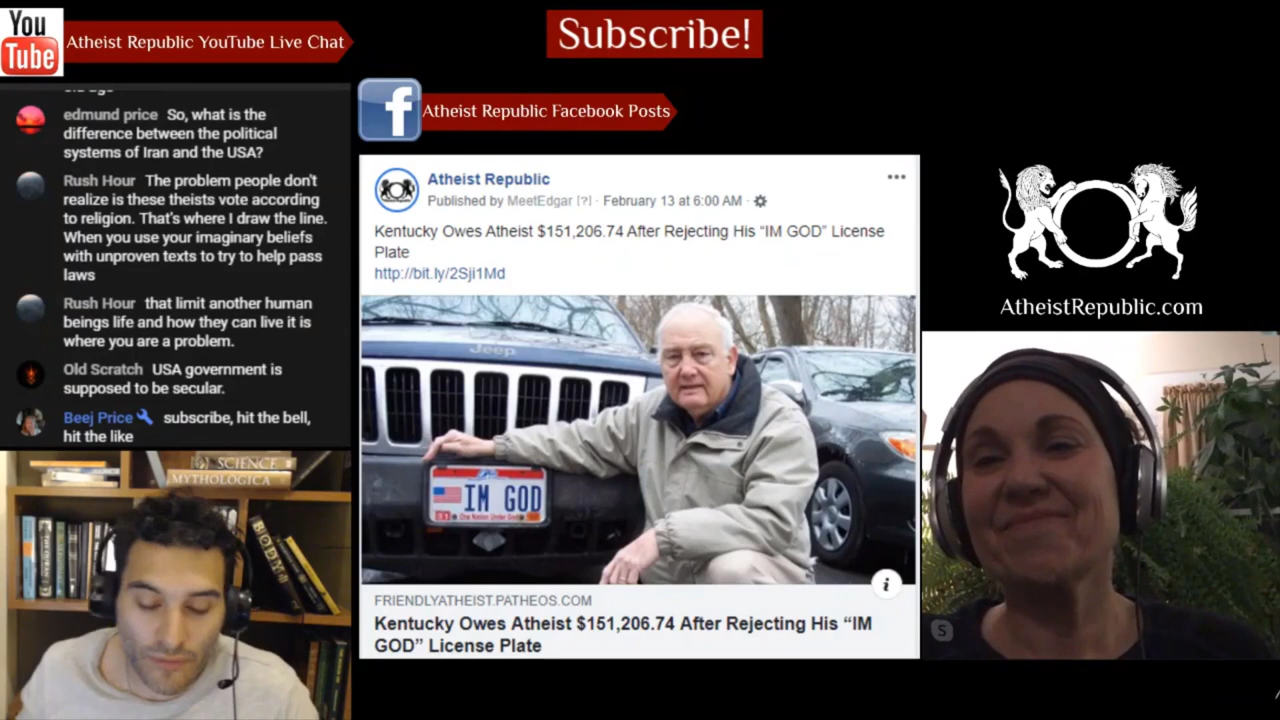 You
Tube
Atheist Republic YouTube Live Chat
Subscribe!
edmund price So, what is the
difference between the political
systems of Iran and the USA?
Rush Hour The problem people don't
realize is these theists vote according
to religion. That's where I draw the line.
When you use your imaginary beliefs
with unproven texts to try to help pass
laws
Rush Hour that limit another human
beings life and how they can live it is
where you are a problem.
Old Scratch USA government is
supposed to be secular.
Beej Price subscribe, hit the bell,
hit the like
f
Atheist Republic Facebook Posts
Atheist Republic
Published by MeetEdgar [?] · February 13 at 6:00 AM ·
Kentucky Owes Atheist $151,206.74 After Rejecting His “IM GOD” License
Plate
http://bit.ly/2Sji1Md
Jeep
IM GOD
One Nation Under God
i
FRIENDLYATHEIST.PATHEOS.COM
Kentucky Owes Atheist $151,206.74 After Rejecting His “IM
GOD” License Plate
AtheistRepublic.com
SCIENCE
MYTHOLOGICA
BODY
S